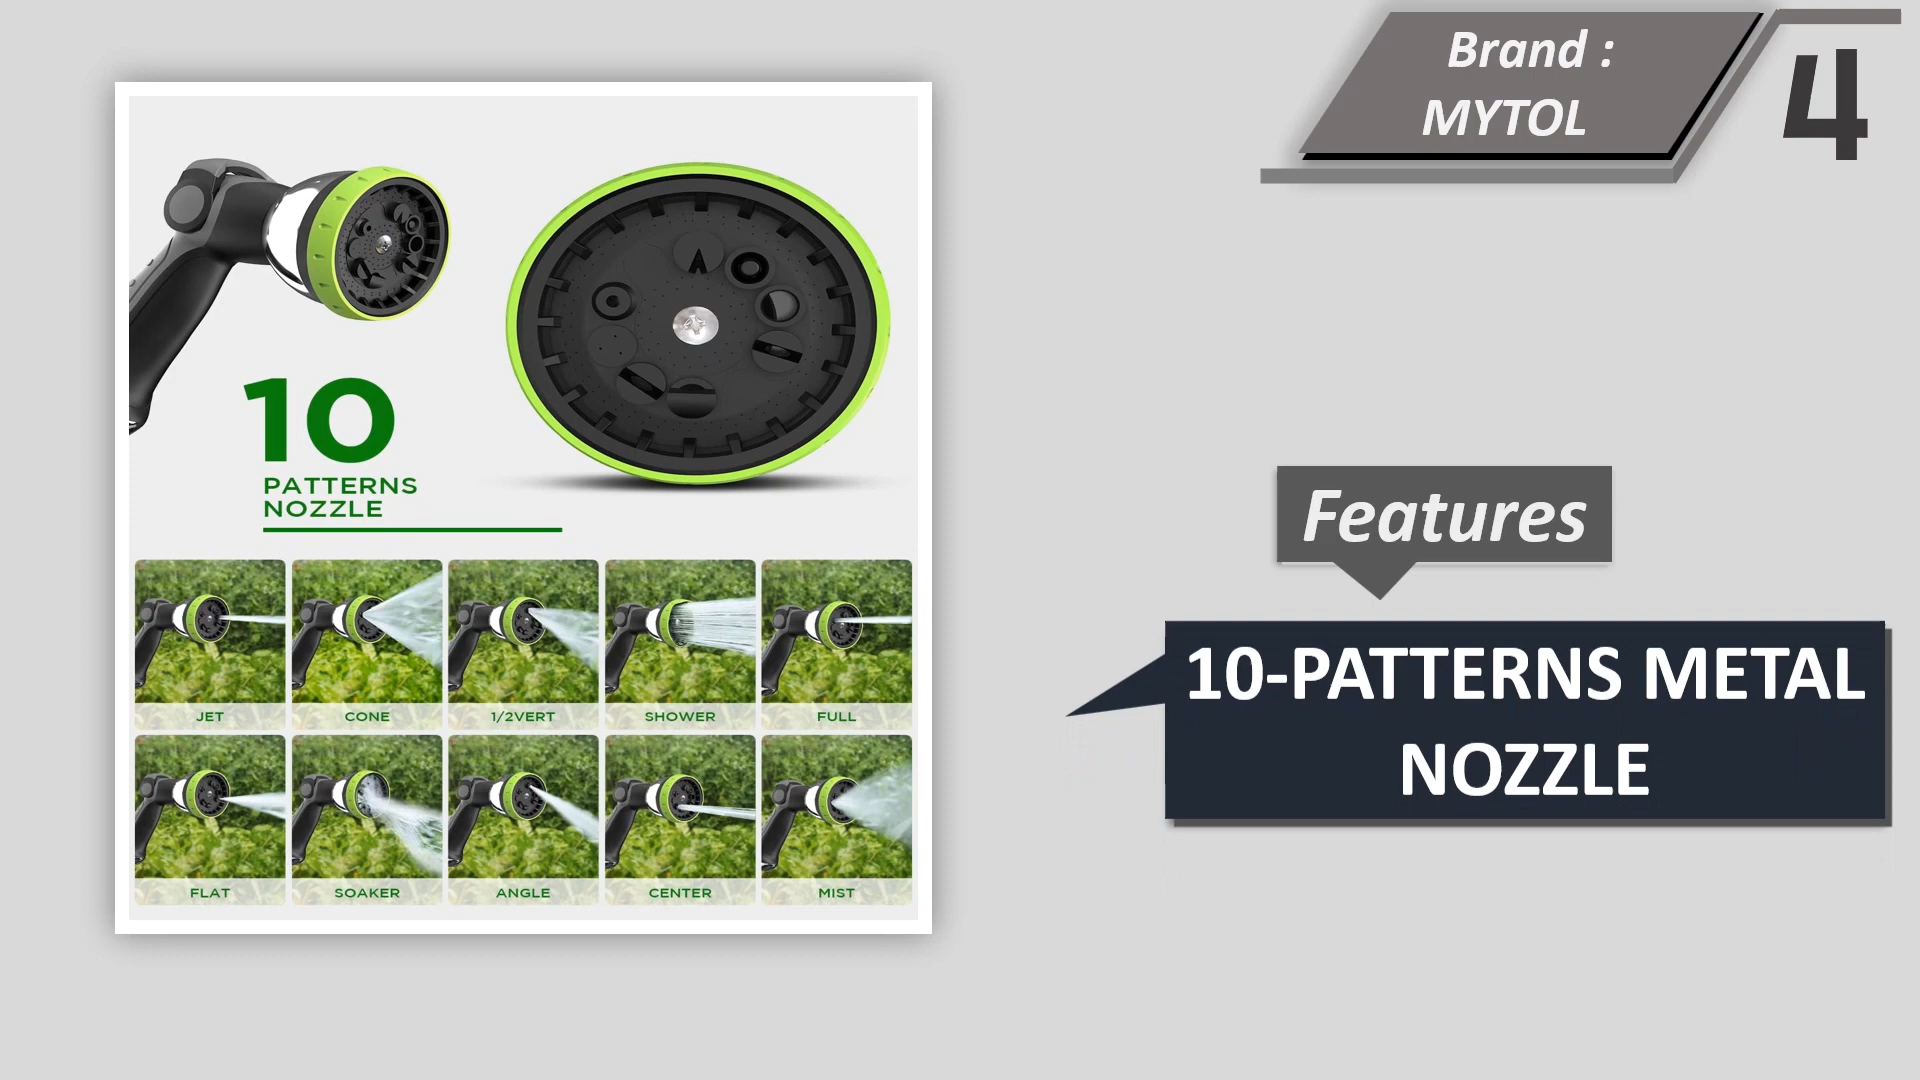 Brand :
MYTOL
4
10
PATTERNS
NOZZLE
JET
CONE
1/2VERT
SHOWER
FULL
FLAT
SOAKER
ANGLE
CENTER
MIST
Features
10-PATTERNS METAL
NOZZLE